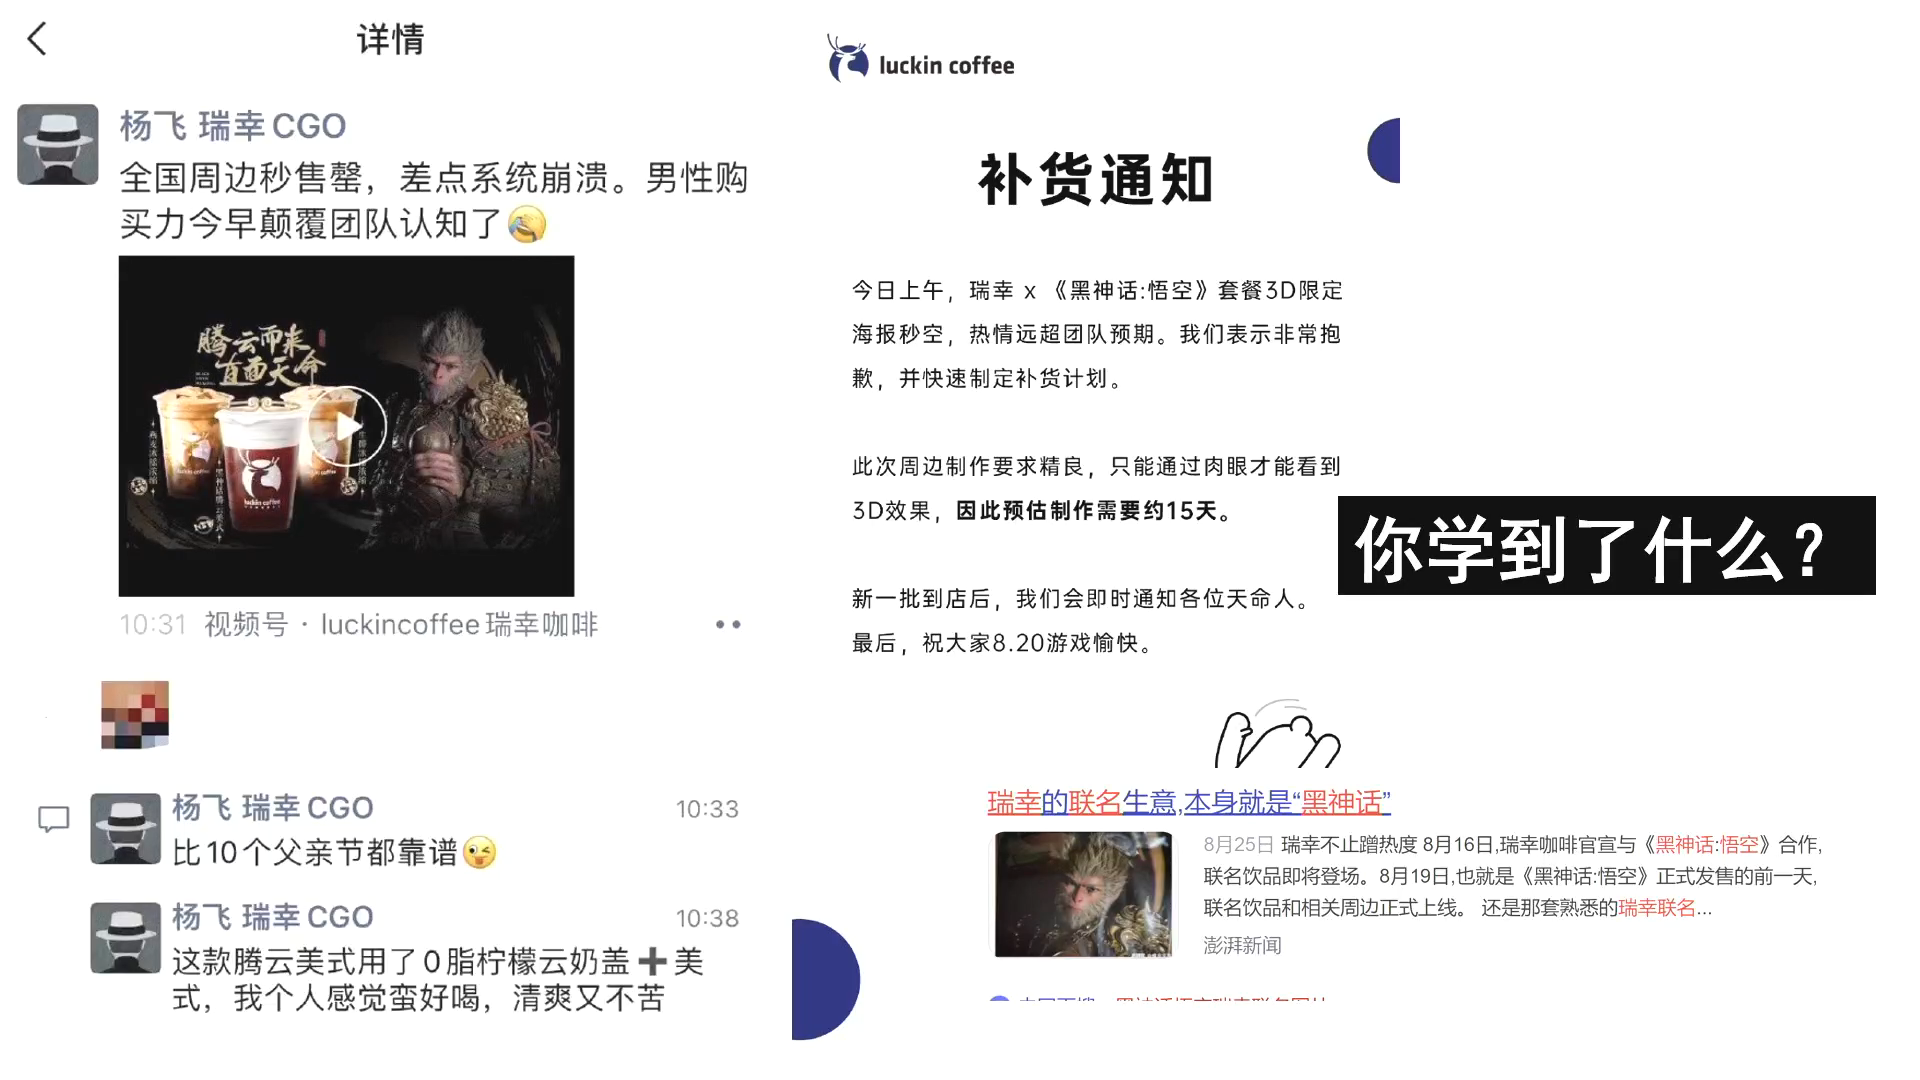 详情
杨飞 瑞幸CGO
全国周边秒售罄，差点系统崩溃。男性购
买力今早颠覆团队认知了
腾云而来
直面天命
luckin coffee
10:31 视频号 · luckincoffee瑞幸咖啡
杨飞 瑞幸CGO 10:33
比10个父亲节都靠谱
杨飞 瑞幸CGO 10:38
这款腾云美式用了0脂柠檬云奶盖➕美
式，我个人感觉蛮好喝，清爽又不苦
luckin coffee
补货通知
今日上午，瑞幸 x 《黑神话:悟空》套餐3D限定
海报秒空，热情远超团队预期。我们表示非常抱
歉，并快速制定补货计划。
此次周边制作要求精良，只能通过肉眼才能看到
3D效果，因此预估制作需要约15天。
新一批到店后，我们会即时通知各位天命人。
最后，祝大家8.20游戏愉快。
你学到了什么？
瑞幸的联名生意,本身就是“黑神话”
8月25日 瑞幸不止蹭热度 8月16日,瑞幸咖啡官宣与《黑神话:悟空》合作,
联名饮品即将登场。8月19日,也就是《黑神话:悟空》正式发售的前一天,
联名饮品和相关周边正式上线。 还是那套熟悉的瑞幸联名...
澎湃新闻